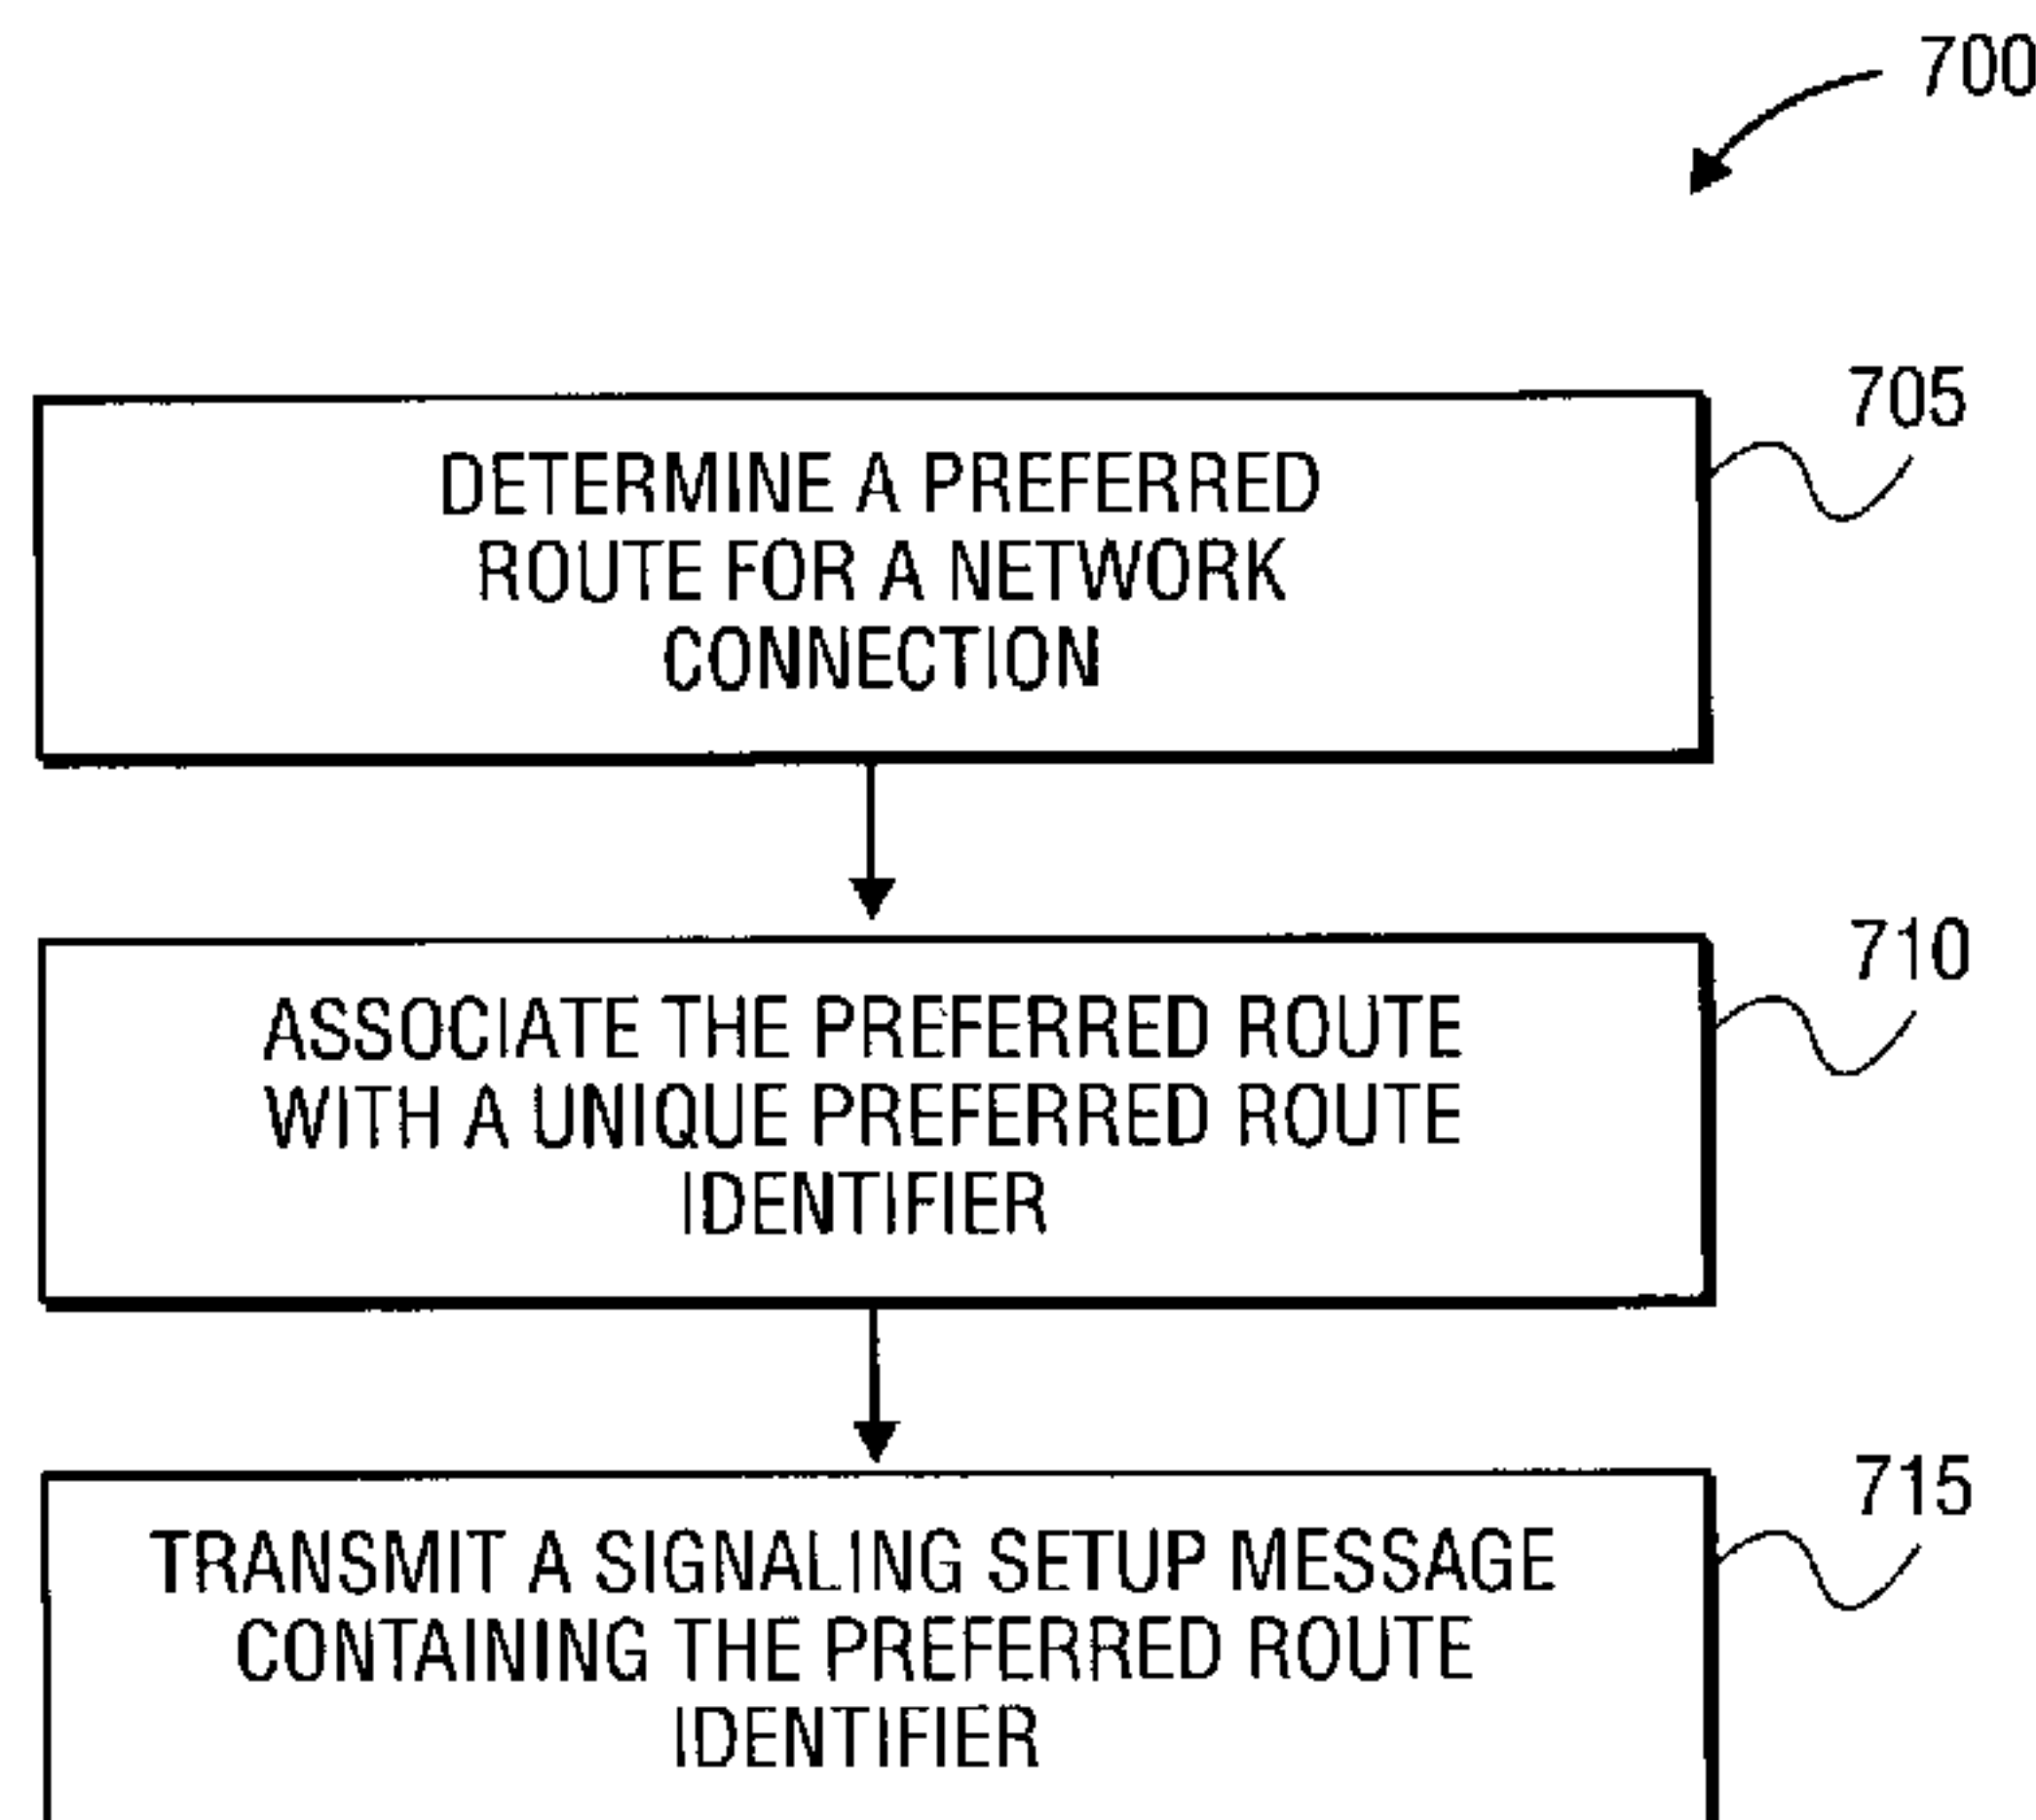 700
705
DETERMINE A PREFERRED
ROUTE FOR A NETWORK
CONNECTION
710
ASSOCIATE THE PREFERRED ROUTE
WITH A UNIQUE PREFERRED ROUTE
IDENTIFIER
715
TRANSMIT A SIGNALING SETUP MESSAGE
CONTAINING THE PREFERRED ROUTE
IDENTIFIER